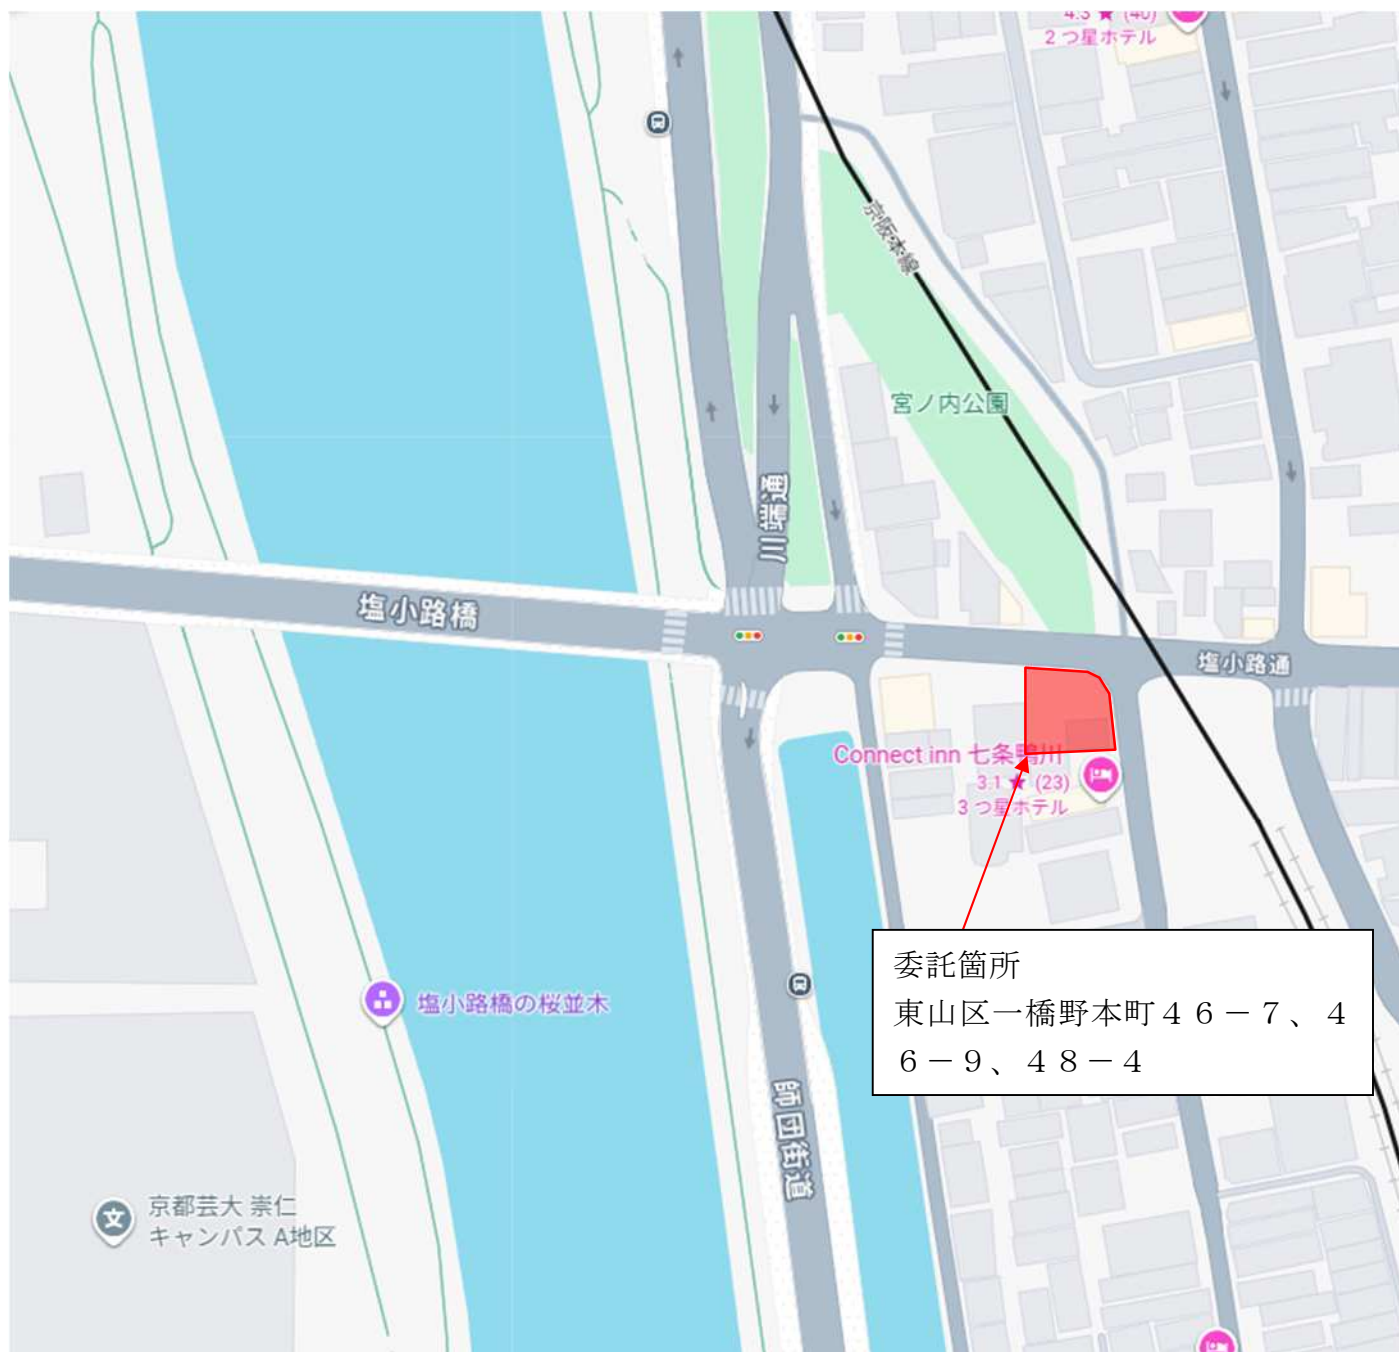 4.3 ★ (40)
2 つ星ホテル
京阪本線
宮ノ内公園
川端通
塩小路橋
塩小路通
Connect inn 七条鴨川
3.1 ★ (23)
3 つ星ホテル
委託箇所
東山区一橋野本町４６－７、４
６－９、４８－４
塩小路橋の桜並木
師団街道
文
京都芸大 崇仁
キャンパス A地区